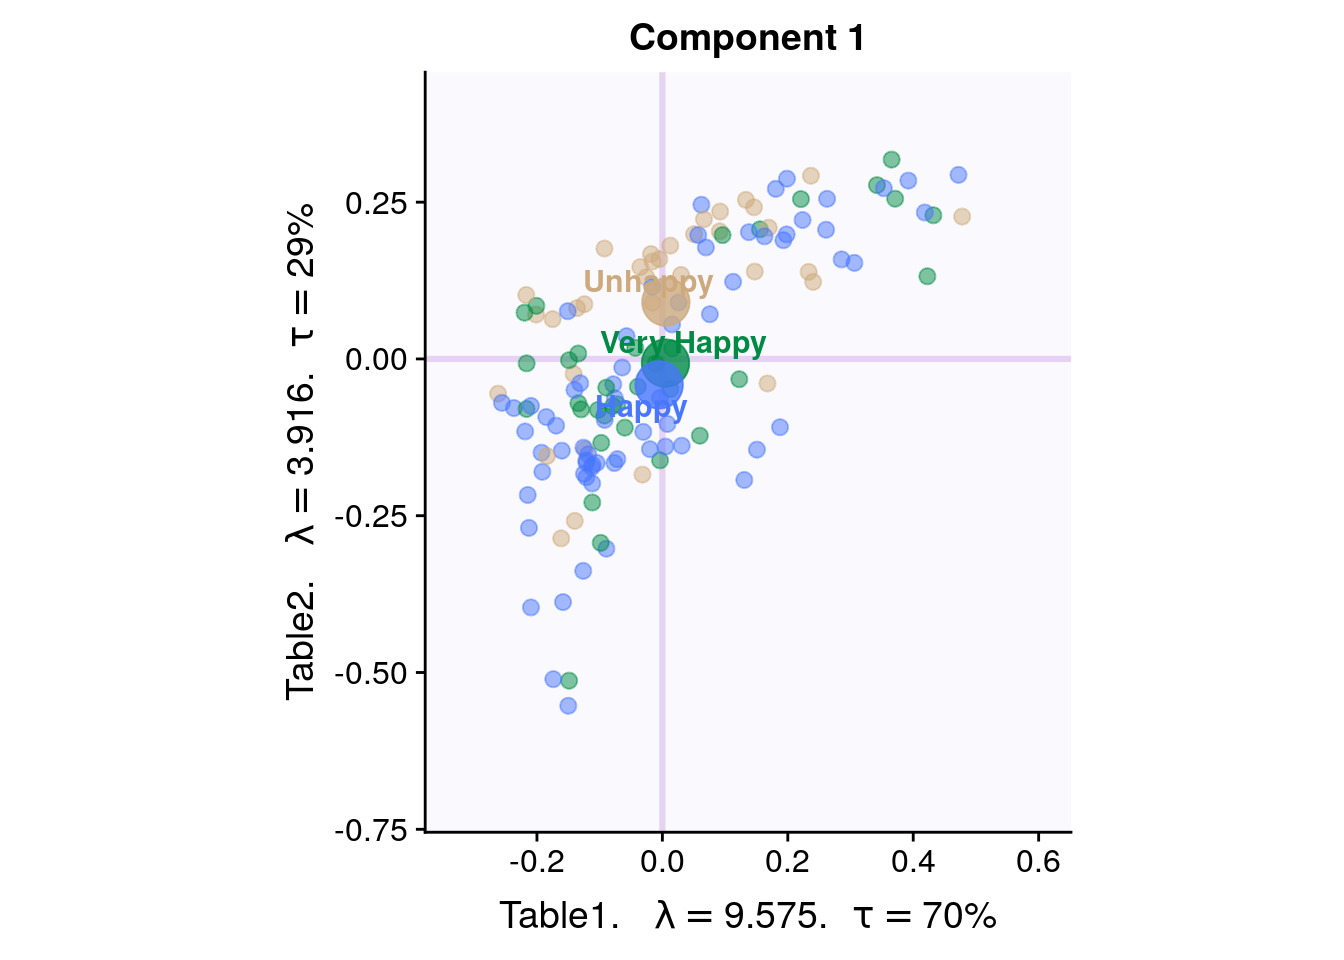 Component 1
Table2.   λ = 3.916.  τ = 29%
0.25
0.00
-0.25
-0.50
-0.75
Unhappy
Very Happy
Happy
-0.2 0.0 0.2 0.4 0.6
Table1.   λ = 9.575.  τ = 70%